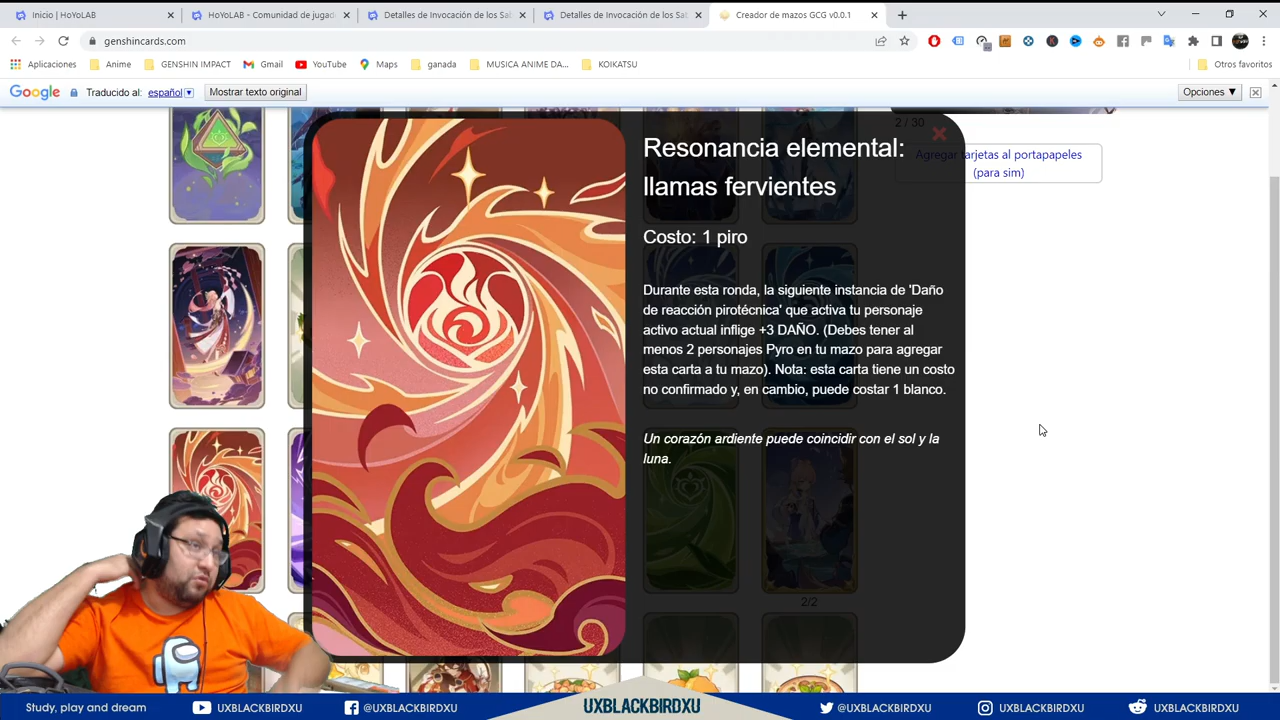 Inicio | HoYoLAB
HoYoLAB - Comunidad de jugad
Detalles de Invocación de los Sa
Detalles de Invocación de los Sal
Creador de mazos GCG v0.0.1
genshincards.com
Aplicaciones
Anime
GENSHIN IMPACT
Gmail
YouTube
Maps
ganada
MUSICA ANIME DA...
KOIKATSU
Otros favoritos
Google
Traducido al:
español
Mostrar texto original
Opciones ▼
2 / 30
Agregar tarjetas al portapapeles
(para sim)
Resonancia elemental:
llamas fervientes
Costo: 1 piro
Durante esta ronda, la siguiente instancia de 'Daño
de reacción pirotécnica' que activa tu personaje
activo actual inflige +3 DAÑO. (Debes tener al
menos 2 personajes Pyro en tu mazo para agregar
esta carta a tu mazo). Nota: esta carta tiene un costo
no confirmado y, en cambio, puede costar 1 blanco.
Un corazón ardiente puede coincidir con el sol y la
luna.
2/2
Study, play and dream
UXBLACKBIRDXU
@UXBLACKBIRDXU
UXBLACKBIRDXU
@UXBLACKBIRDXU
UXBLACKBIRDXU
UXBLACKBIRDXU